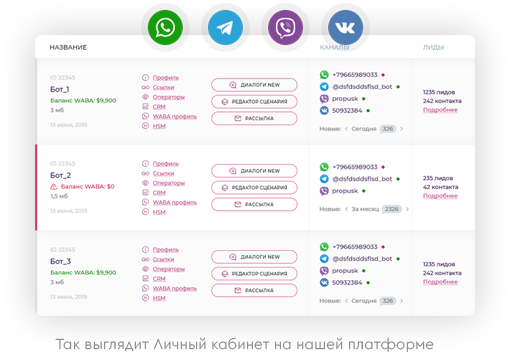 НАЗВАНИЕ
КАНАЛЫ
ЛИДЫ
ID 22345
Бот_1
Баланс WABA: $9,900
3 мб
13 июня, 2019
Профиль
Ссылки
Операторы
CRM
WABA профиль
HSM
ДИАЛОГИ NEW
РЕДАКТОР СЦЕНАРИЯ
РАССЫЛКА
+79665989033
@dsfdsddsflsd_bot
propusk
50932384
Новые: < Сегодня 326 >
1235 лидов
242 контакта
Подробнее
ID 22345
Бот_2
Баланс WABA: $0
1,5 мб
13 июня, 2019
Профиль
Ссылки
Операторы
CRM
WABA профиль
HSM
ДИАЛОГИ NEW
РЕДАКТОР СЦЕНАРИЯ
РАССЫЛКА
+79665989033
@dsfdsddsflsd_bot
propusk
Новые: < За месяц 2326 >
235 лидов
42 контакта
Подробнее
ID 22345
Бот_3
Баланс WABA: $9,900
3 мб
13 июня, 2019
Профиль
Ссылки
Операторы
CRM
WABA профиль
HSM
ДИАЛОГИ NEW
РЕДАКТОР СЦЕНАРИЯ
РАССЫЛКА
+79665989033
@dsfdsddsflsd_bot
propusk
50932384
Новые: < Сегодня 326 >
1235 лидов
242 контакта
Подробнее
Так выглядит Личный кабинет на нашей платформе